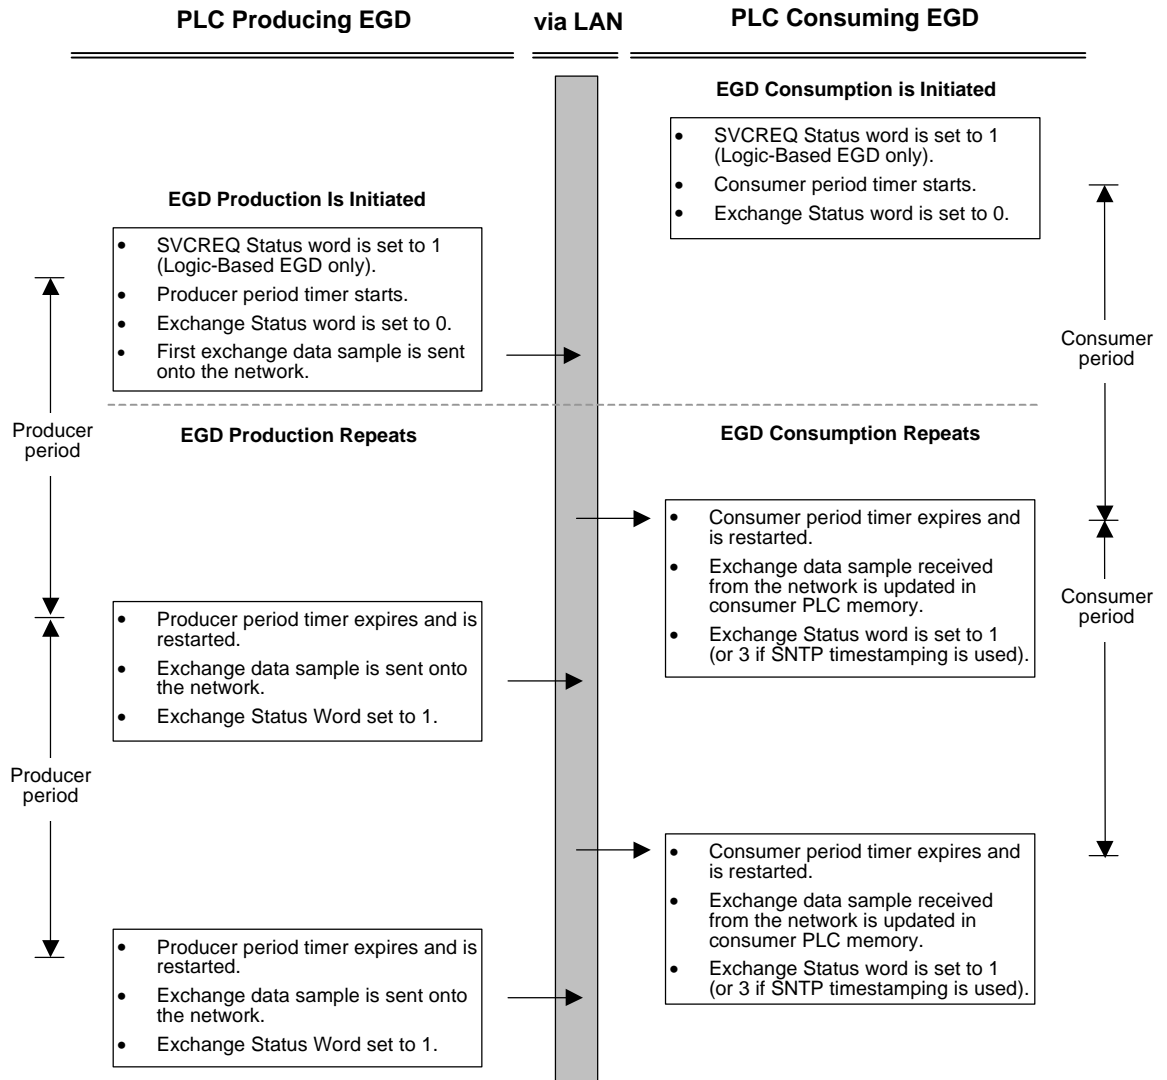 PLC Producing EGD
via LAN
PLC Consuming EGD
EGD Consumption is Initiated
• SVCREQ Status word is set to 1
(Logic-Based EGD only).
• Consumer period timer starts.
• Exchange Status word is set to 0.
EGD Production Is Initiated
• SVCREQ Status word is set to 1
(Logic-Based EGD only).
• Producer period timer starts.
• Exchange Status word is set to 0.
• First exchange data sample is sent
onto the network.
Consumer
period
Producer
period
EGD Production Repeats
EGD Consumption Repeats
• Consumer period timer expires and
is restarted.
• Exchange data sample received
from the network is updated in
consumer PLC memory.
• Exchange Status word is set to 1
(or 3 if SNTP timestamping is used).
Consumer
period
• Producer period timer expires and is
restarted.
• Exchange data sample is sent onto
the network.
• Exchange Status Word set to 1.
Producer
period
• Consumer period timer expires and
is restarted.
• Exchange data sample received
from the network is updated in
consumer PLC memory.
• Exchange Status word is set to 1
(or 3 if SNTP timestamping is used).
• Producer period timer expires and is
restarted.
• Exchange data sample is sent onto
the network.
• Exchange Status Word set to 1.